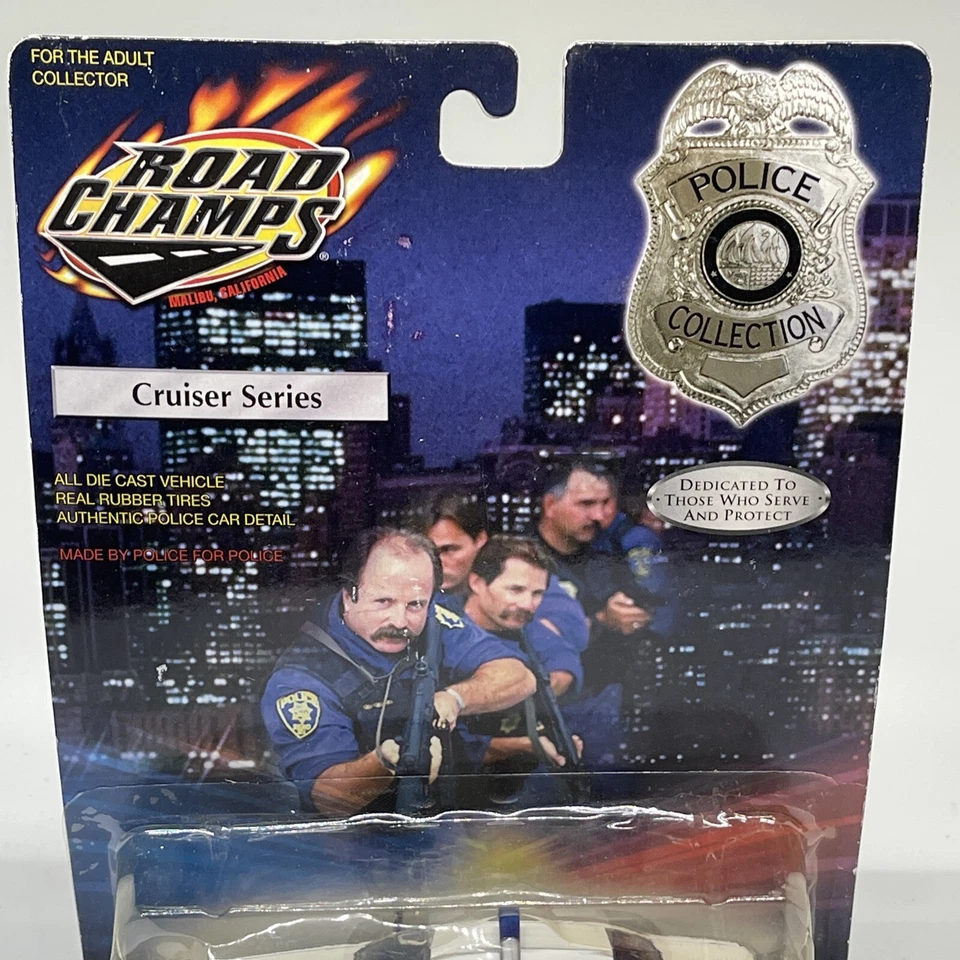 FOR THE ADULT
COLLECTOR
ROAD
CHAMPS®
MALIBU, CALIFORNIA
POLICE
COLLECTION
Cruiser Series
ALL DIE CAST VEHICLE
REAL RUBBER TIRES
AUTHENTIC POLICE CAR DETAIL
MADE BY POLICE FOR POLICE
DEDICATED TO
· THOSE WHO SERVE ·
AND PROTECT
POLICE